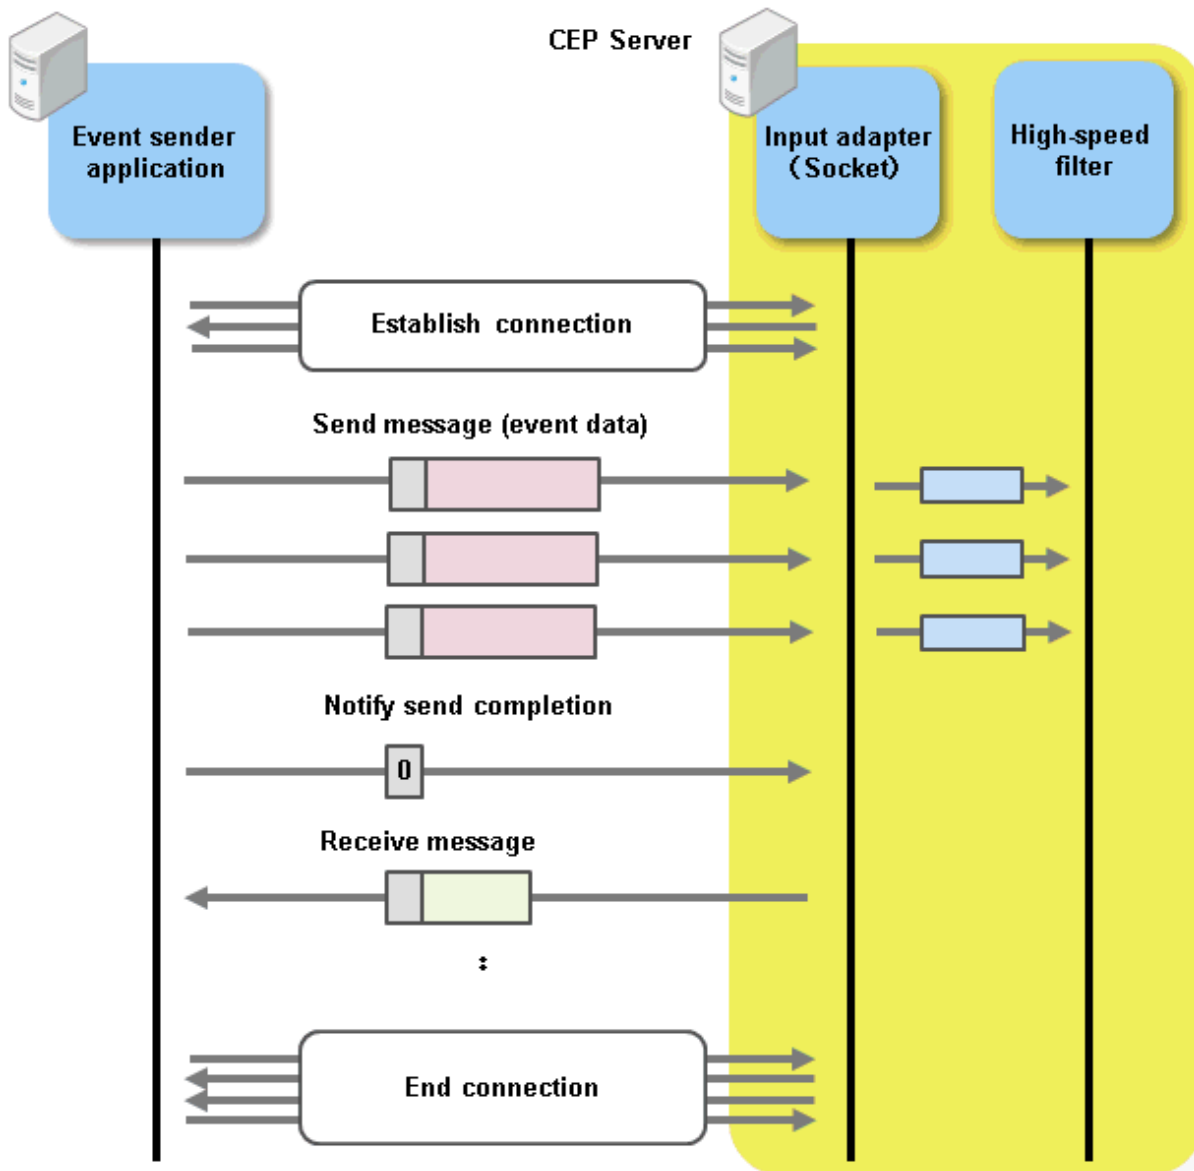 CEP Server
Event sender
application
Input adapter
(Socket)
High-speed
filter
Establish connection
Send message (event data)
Notify send completion
0
Receive message
:
End connection